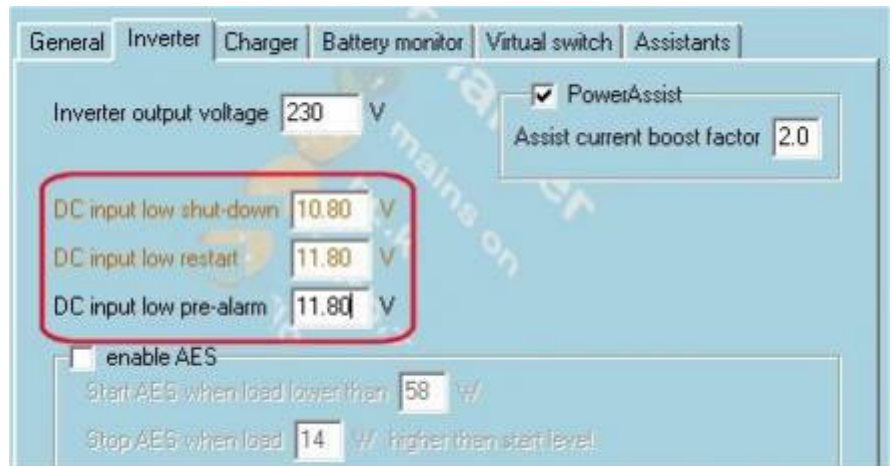 General Inverter Charger Battery monitor Virtual switch Assistants
Inverter output voltage 230 V
PowerAssist
Assist current boost factor 2.0
DC input low shut-down 10.80 V
DC input low restart 11.80 V
DC input low pre-alarm 11.80 V
enable AES
Start AES when load lower than 58 W
Stop AES when load 14 W higher than start level
mains on